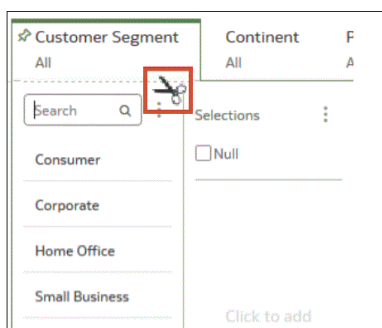 Customer Segment Continent
All All
Search
Selections
Null
Consumer
Corporate
Home Office
Small Business
Click to add